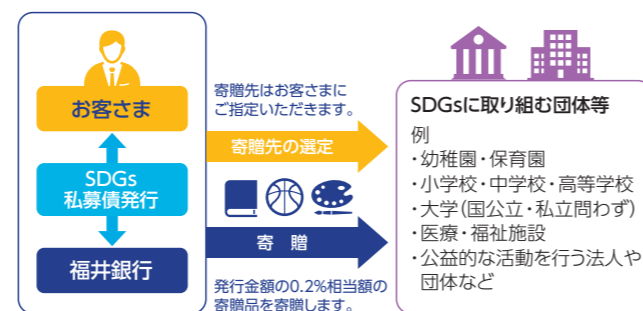 お客さま
SDGs
私募債発行
福井銀行
寄贈先はお客さまに
ご指定いただきます。
寄贈先の選定
寄 贈
発行金額の0.2%相当額の
寄贈品を寄贈します。
SDGsに取り組む団体等
例
・幼稚園・保育園
・小学校・中学校・高等学校
・大学(国公立・私立問わず)
・医療・福祉施設
・公益的な活動を行う法人や
団体など